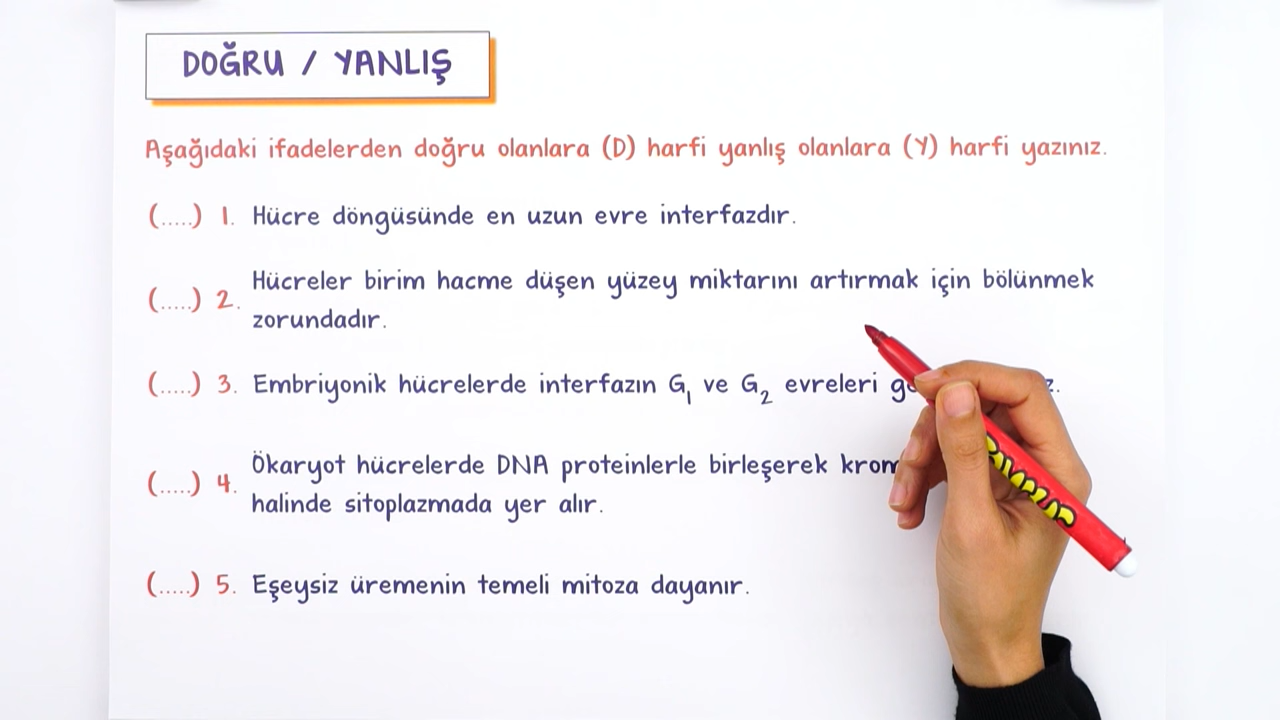 DOĞRU / YANLIŞ
Aşağıdaki ifadelerden doğru olanlara (D) harfi yanlış olanlara (Y) harfi yazınız.
(.....) 1. Hücre döngüsünde en uzun evre interfazdır.
Hücreler birim hacme düşen yüzey miktarını artırmak için bölünmek
(.....) 2.
zorundadır.
(.....) 3. Embriyonik hücrelerde interfazın G₁ ve G₂ evreleri
Ökaryot hücrelerde DNA proteinlerle birleşerek
(.....) 4.
halinde sitoplazmada yer alır.
(.....) 5. Eşeysiz üremenin temeli mitoza dayanır.